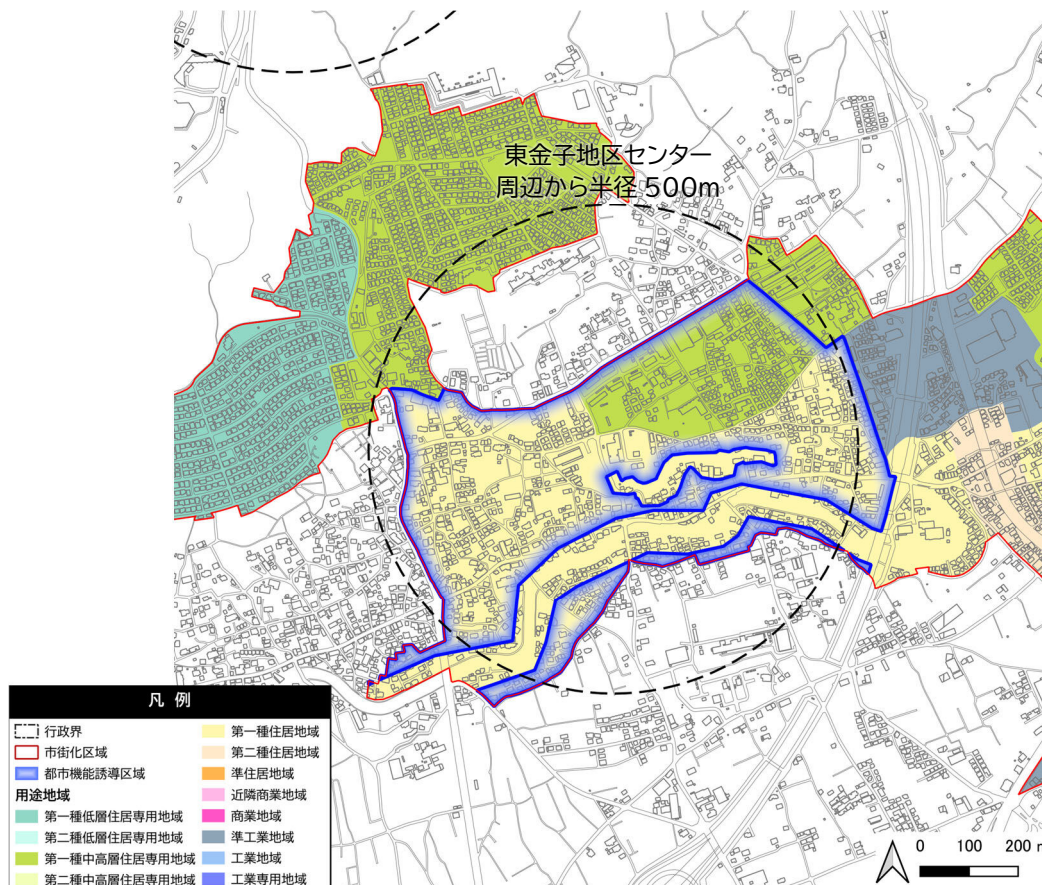 東金子地区センター
周辺から半径 500m
凡 例
行政界
市街化区域
都市機能誘導区域
用途地域
第一種低層住居専用地域
第二種低層住居専用地域
第一種中高層住居専用地域
第二種中高層住居専用地域
第一種住居地域
第二種住居地域
準住居地域
近隣商業地域
商業地域
準工業地域
工業地域
工業専用地域
0 100 200 m